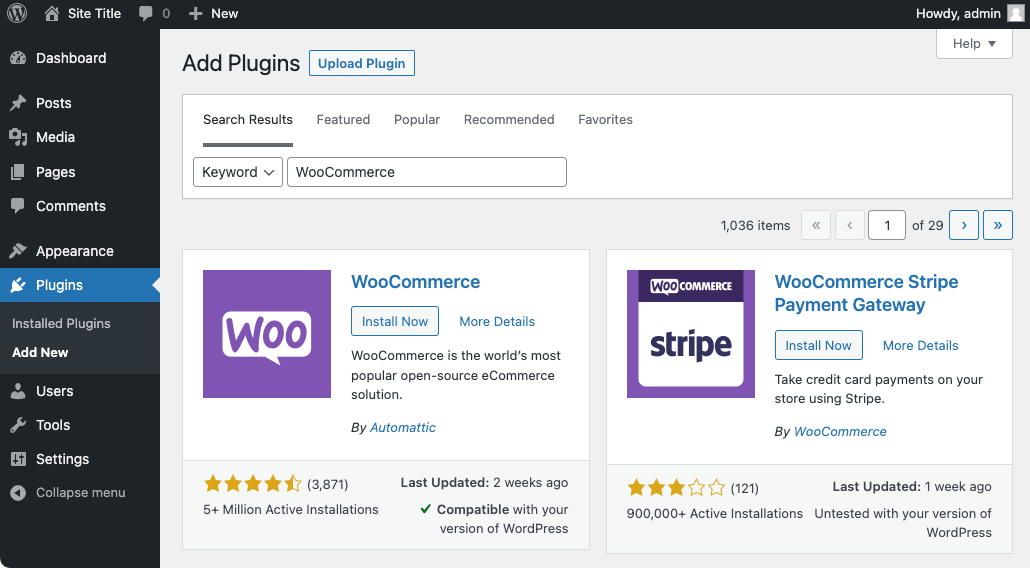 Site Title 0 New Howdy, admin
Help
Dashboard
Posts
Media
Pages
Comments
Appearance
Plugins
Installed Plugins
Add New
Users
Tools
Settings
Collapse menu
Add Plugins Upload Plugin
Search Results Featured Popular Recommended Favorites
Keyword WooCommerce
1,036 items « ‹ 1 of 29 › »
Woo
WooCommerce
Install Now More Details
WooCommerce is the world's most
popular open-source eCommerce
solution.
By Automattic
(3,871)
5+ Million Active Installations
Last Updated: 2 weeks ago
Compatible with your
version of WordPress
WOOCOMMERCE
stripe
WooCommerce Stripe
Payment Gateway
Install Now More Details
Take credit card payments on your
store using Stripe.
By WooCommerce
(121)
900,000+ Active Installations
Last Updated: 1 week ago
Untested with your version of
WordPress